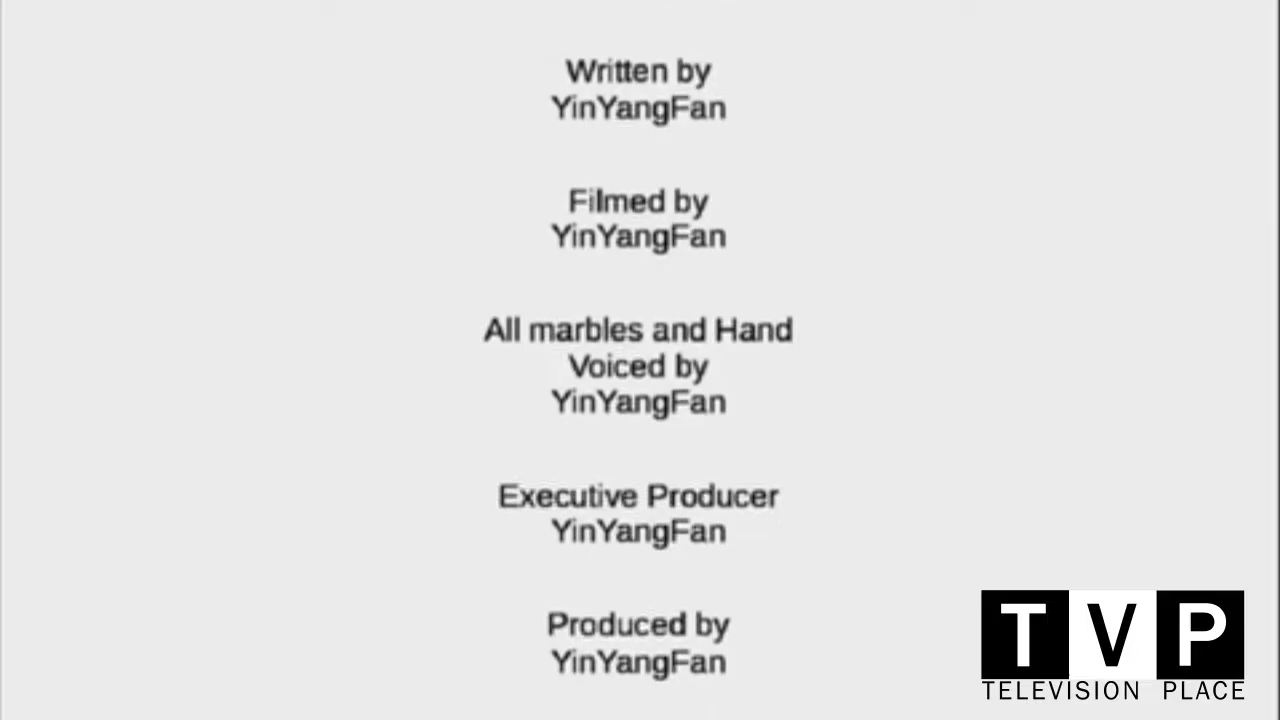 Written by
YinYangFan
Filmed by
YinYangFan
All marbles and Hand
Voiced by
YinYangFan
Executive Producer
YinYangFan
Produced by
YinYangFan
TVP
TELEVISION PLACE